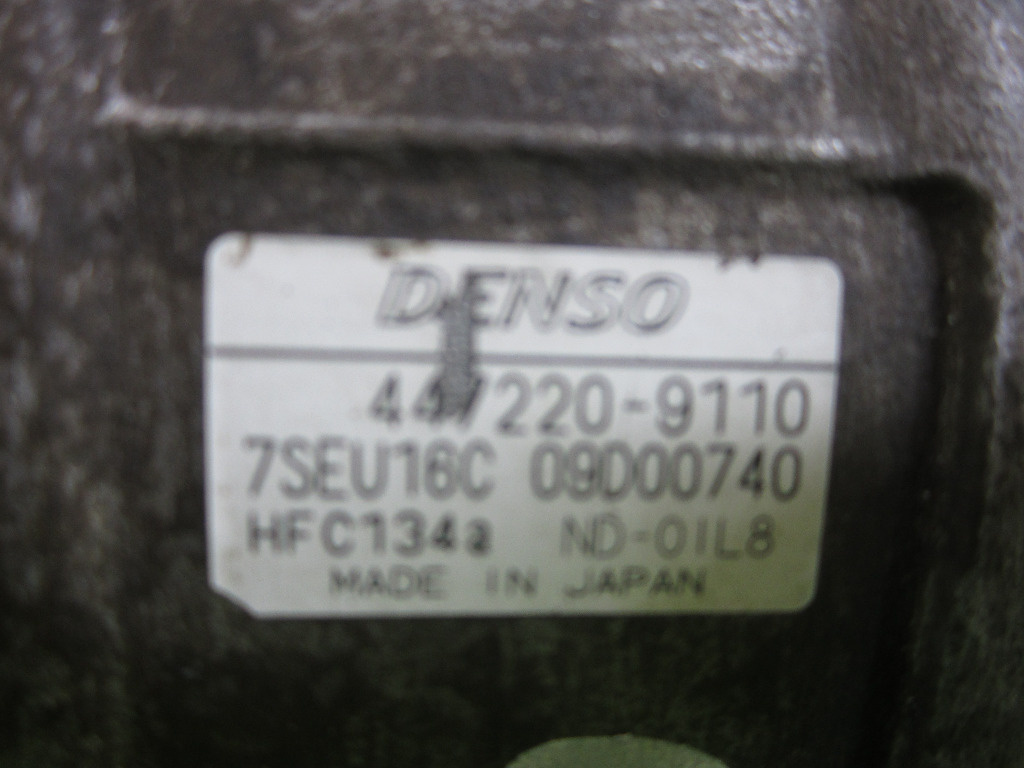 DENSO
447220-9110
7SEU16C 09D00740
HFC134a ND-OIL8
MADE IN JAPAN